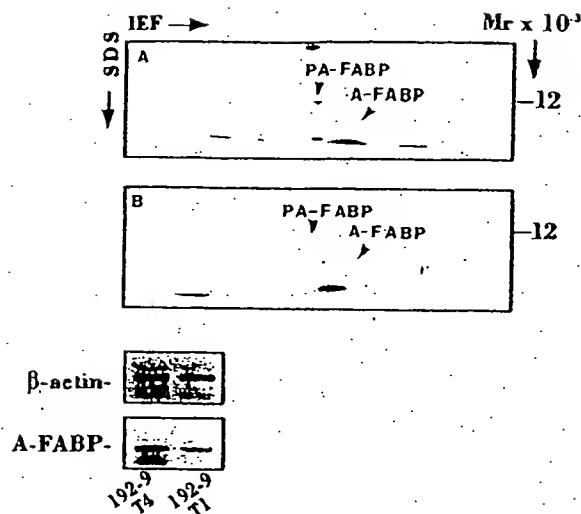 IEF →
Mr x 10-3
SDS
A
PA-FABP
A-FABP
–12
B
PA-FABP
A-FABP
–12
β-actin-
A-FABP-
192-9 T4
192-9 T1